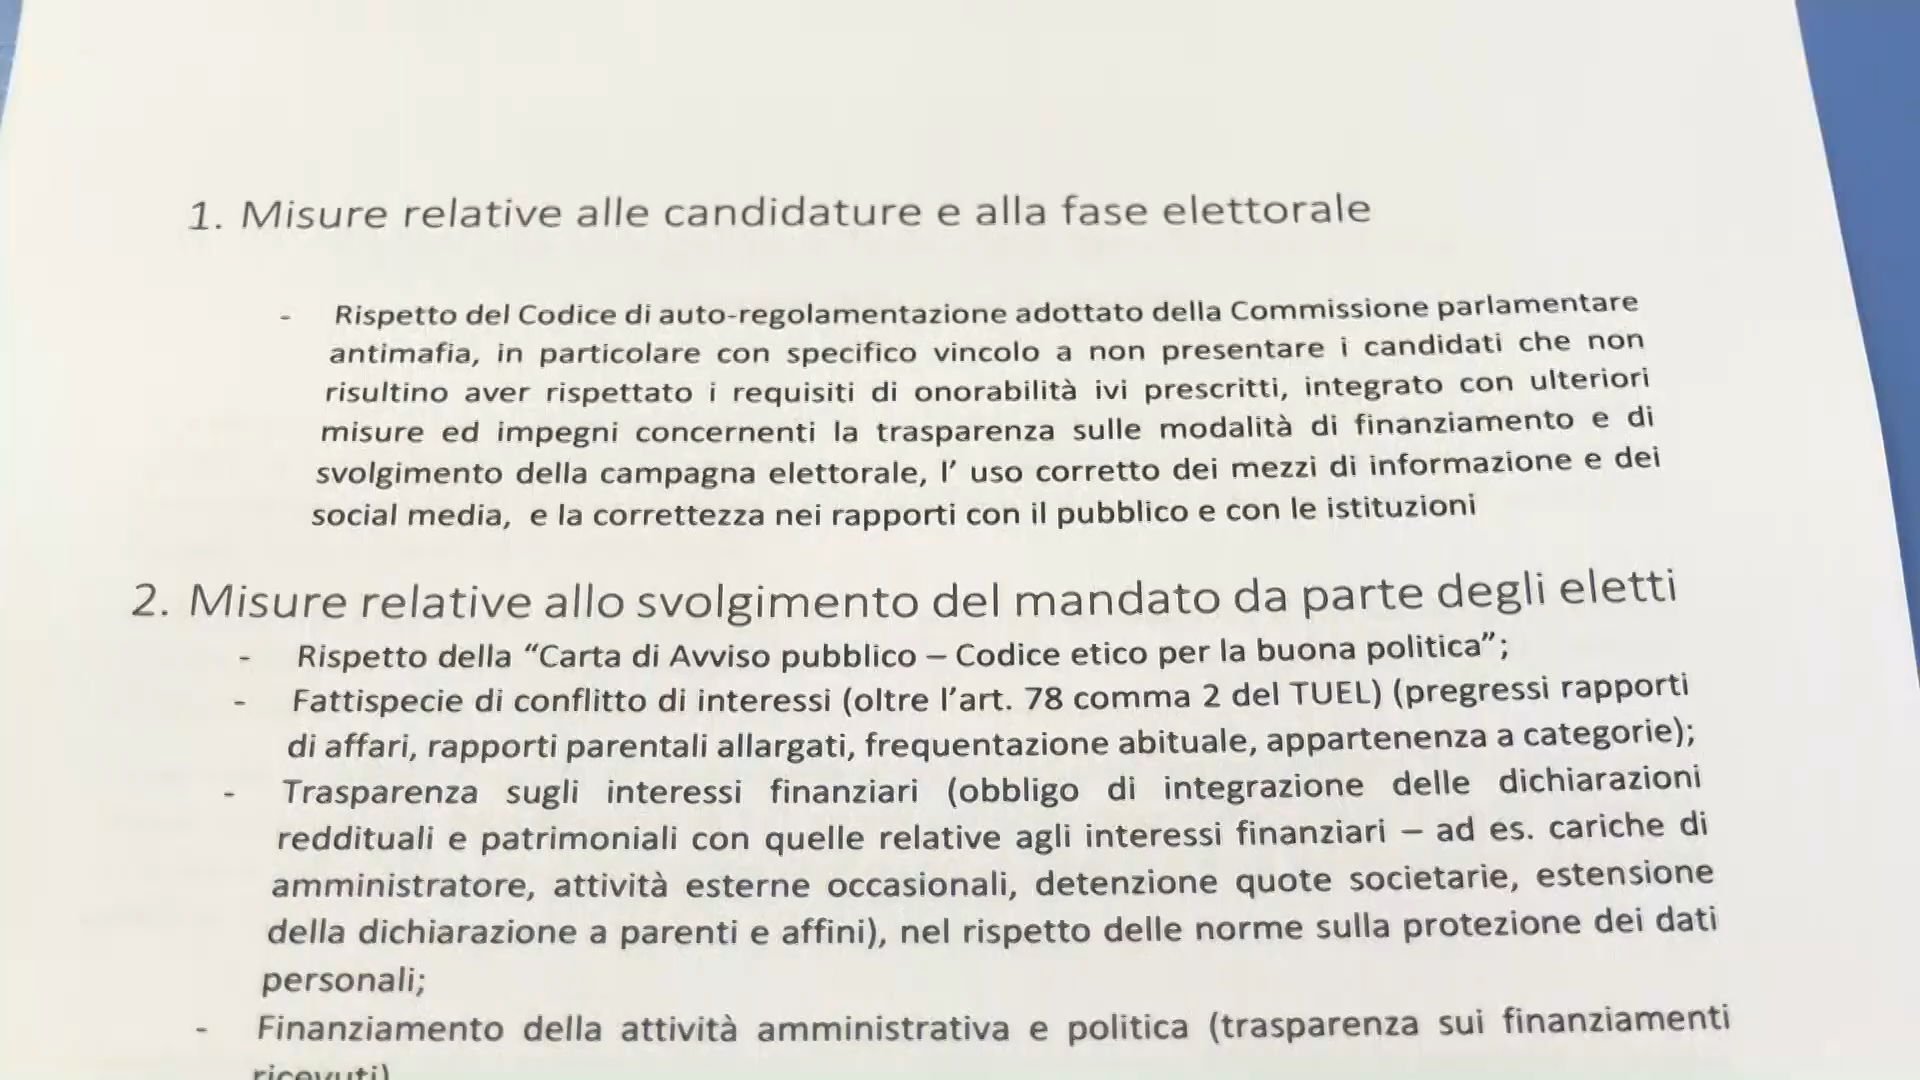 1. Misure relative alle candidature e alla fase elettorale
- Rispetto del Codice di auto-regolamentazione adottato della Commissione parlamentare
antimafia, in particolare con specifico vincolo a non presentare i candidati che non
risultino aver rispettato i requisiti di onorabilità ivi prescritti, integrato con ulteriori
misure ed impegni concernenti la trasparenza sulle modalità di finanziamento e di
svolgimento della campagna elettorale, l’ uso corretto dei mezzi di informazione e dei
social media, e la correttezza nei rapporti con il pubblico e con le istituzioni
2. Misure relative allo svolgimento del mandato da parte degli eletti
- Rispetto della “Carta di Avviso pubblico – Codice etico per la buona politica”;
- Fattispecie di conflitto di interessi (oltre l’art. 78 comma 2 del TUEL) (pregressi rapporti
di affari, rapporti parentali allargati, frequentazione abituale, appartenenza a categorie);
- Trasparenza sugli interessi finanziari (obbligo di integrazione delle dichiarazioni
reddituali e patrimoniali con quelle relative agli interessi finanziari – ad es. cariche di
amministratore, attività esterne occasionali, detenzione quote societarie, estensione
della dichiarazione a parenti e affini), nel rispetto delle norme sulla protezione dei dati
personali;
- Finanziamento della attività amministrativa e politica (trasparenza sui finanziamenti
ricevuti)